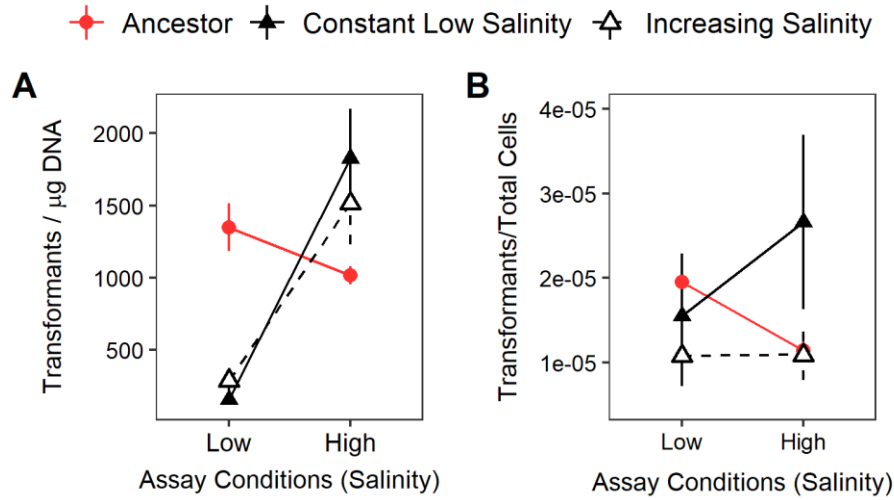 Ancestor Constant Low Salinity Increasing Salinity
A
Transformants / μg DNA
2000
1500
1000
500
Low High
Assay Conditions (Salinity)
B
Transformants/Total Cells
4e-05
3e-05
2e-05
1e-05
Low High
Assay Conditions (Salinity)